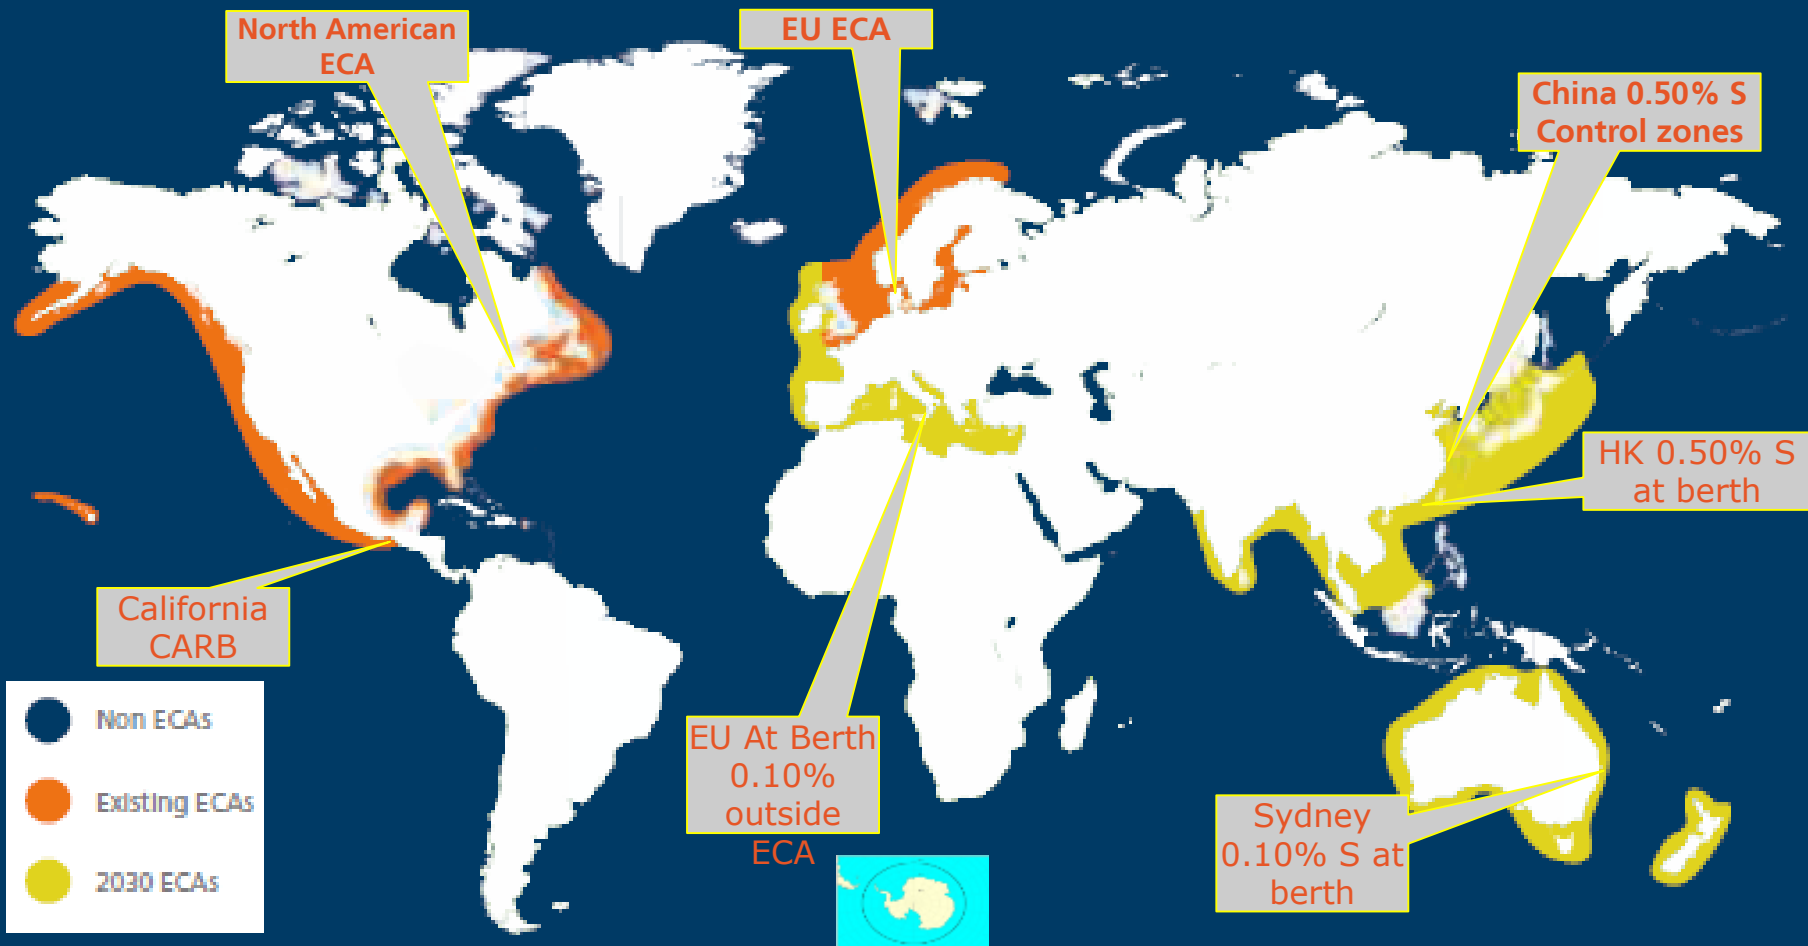 North American
ECA
EU ECA
China 0.50% S
Control zones
HK 0.50% S
at berth
California
CARB
Non ECAs
Existing ECAs
2030 ECAs
EU At Berth
0.10%
outside
ECA
Sydney
0.10% S at
berth